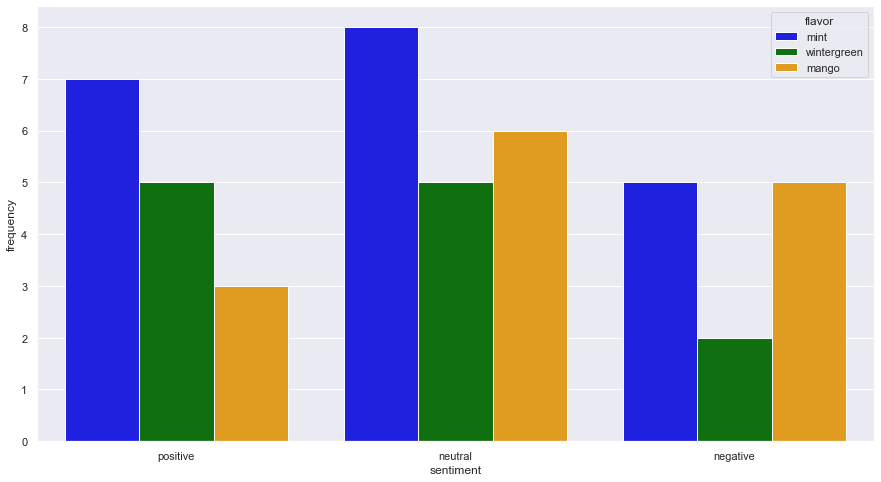 flavor
mint
wintergreen
mango
8
7
6
5
4
3
2
1
0
frequency
positive neutral negative
sentiment